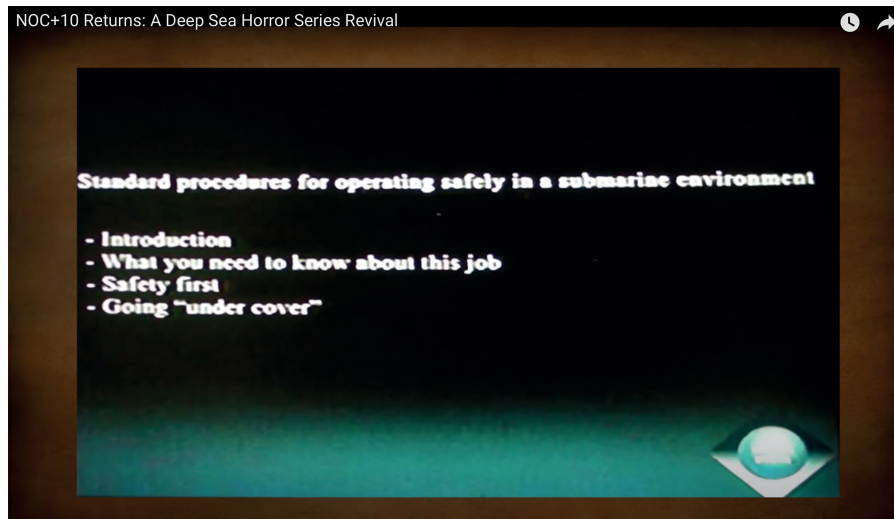 NOC+10 Returns: A Deep Sea Horror Series Revival
Standard procedures for operating safely in a submarine environment
- Introduction
- What you need to know about this job
- Safety first
- Going "under cover"